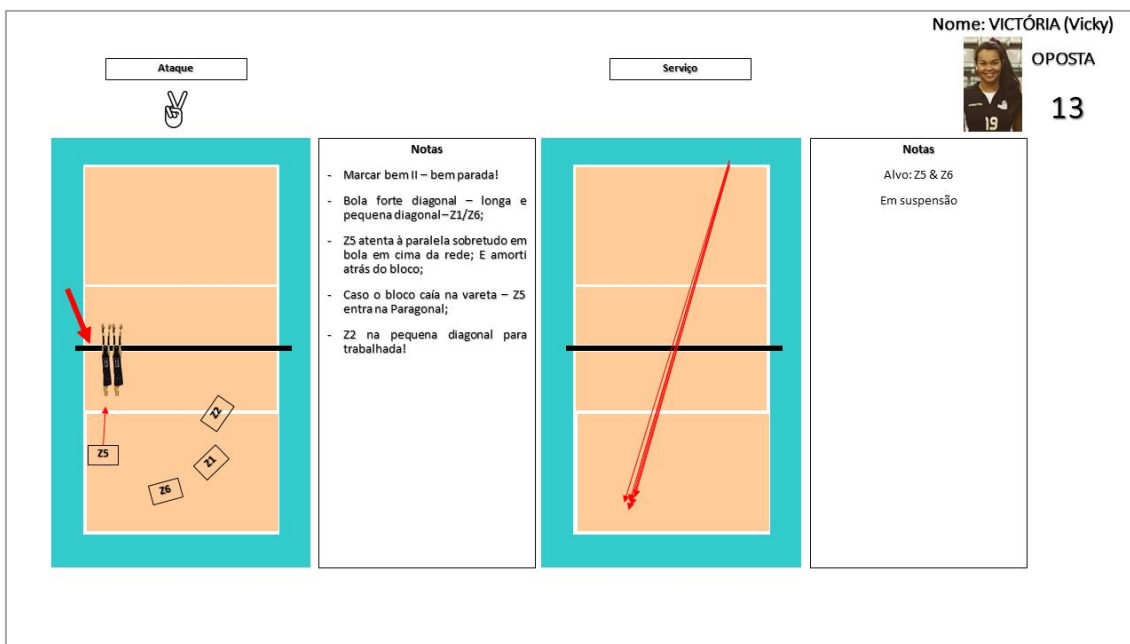 Nome: VICTÓRIA (Vicky)
OPOSTA
13
19
Ataque
Serviço
Notas
- Marcar bem II – bem parada!
- Bola forte diagonal – longa e
pequena diagonal – Z1/Z6;
- Z5 atenta à paralela sobretudo em
bola em cima da rede; E amorti
atrás do bloco;
- Caso o bloco caía na vareta – Z5
entra na Paragonal;
- Z2 na pequena diagonal para
trabalhada!
Z2
Z5
Z1
Z6
Notas
Alvo: Z5 & Z6
Em suspensão